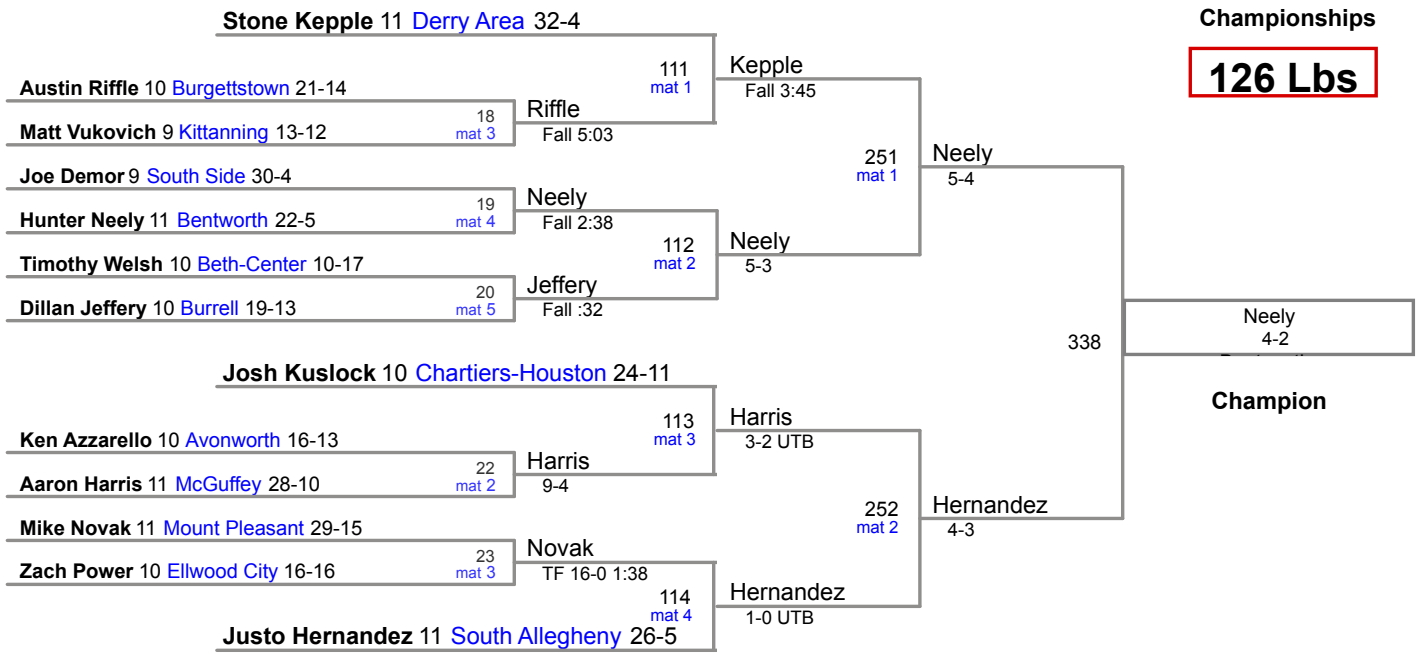 Stone Kepple 11 Derry Area 32-4
Championships
126 Lbs
111
mat 1
Kepple
Fall 3:45
Austin Riffle 10 Burgettstown 21-14
18
mat 3
Riffle
Fall 5:03
Matt Vukovich 9 Kittanning 13-12
251
mat 1
Neely
5-4
Joe Demor 9 South Side 30-4
19
mat 4
Neely
Fall 2:38
Hunter Neely 11 Bentworth 22-5
112
mat 2
Neely
5-3
Timothy Welsh 10 Beth-Center 10-17
20
mat 5
Jeffery
Fall :32
Dillan Jeffery 10 Burrell 19-13
338
Neely
4-2
Champion
Josh Kuslock 10 Chartiers-Houston 24-11
113
mat 3
Harris
3-2 UTB
Ken Azzarello 10 Avonworth 16-13
22
mat 2
Harris
9-4
Aaron Harris 11 McGuffey 28-10
252
mat 2
Hernandez
4-3
Mike Novak 11 Mount Pleasant 29-15
23
mat 3
Novak
TF 16-0 1:38
Zach Power 10 Ellwood City 16-16
114
mat 4
Hernandez
1-0 UTB
Justo Hernandez 11 South Allegheny 26-5